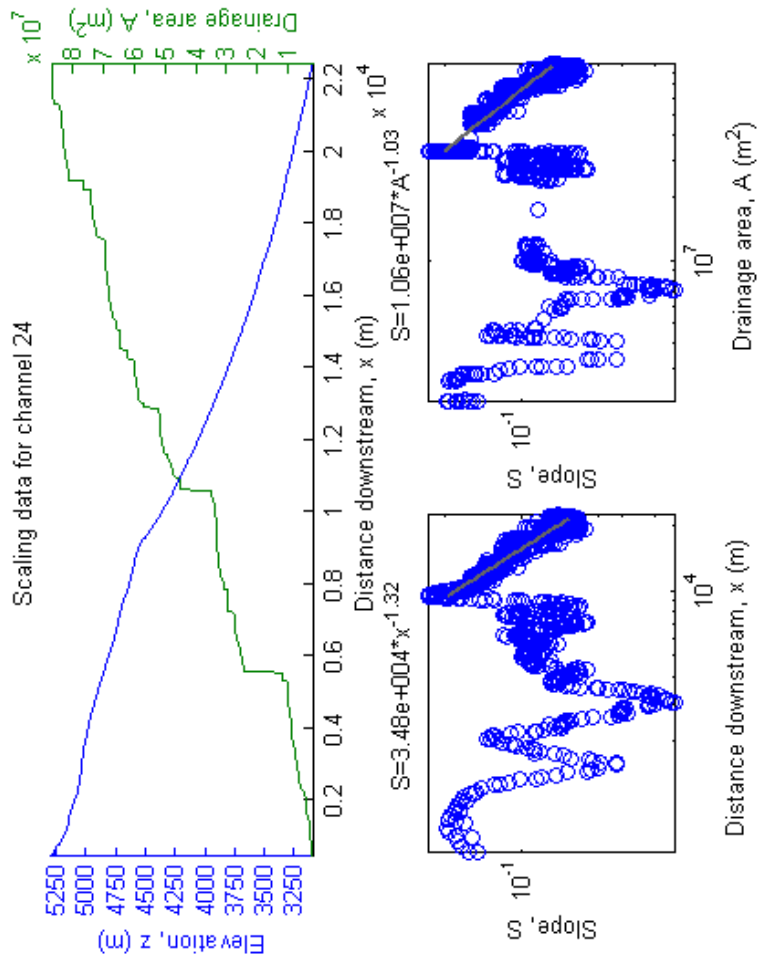 Scaling data for channel 24
x 10^7
5250
5000
4750
4500
4250
4000
3750
3500
3250
Elevation, z (m)
8
7
6
5
4
3
2
1
Drainage area, A (m²)
0.2
0.4
0.6
0.8
1
1.2
1.4
1.6
1.8
2
2.2
x 10^4
Distance downstream, x (m)
S=3.48e+004*x^-1.32
10^-1
Slope, S
10^4
Distance downstream, x (m)
S=1.06e+007*A^-1.03
10^-1
Slope, S
10^7
Drainage area, A (m²)